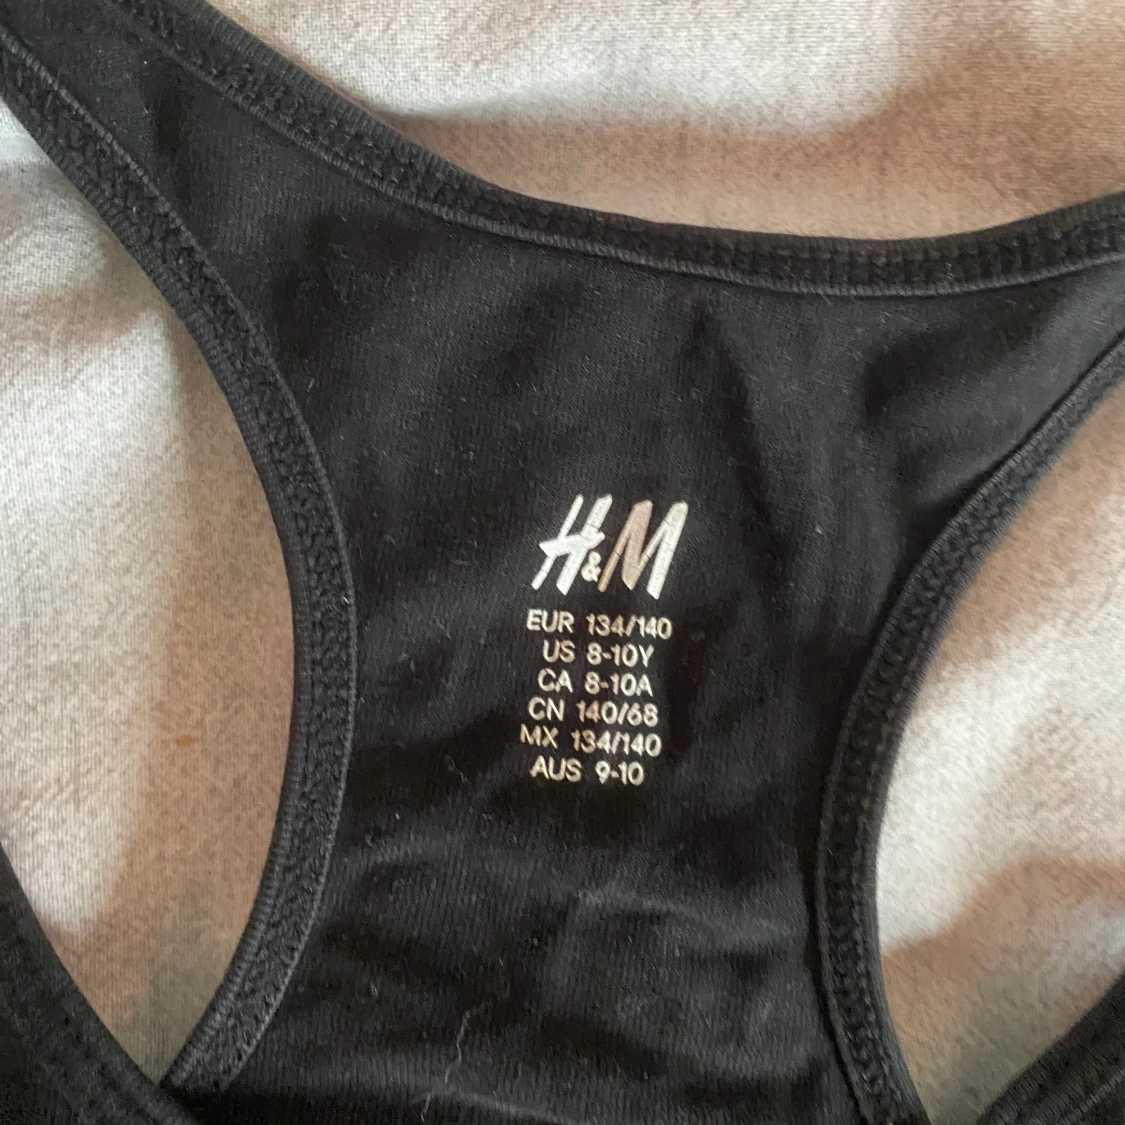 H&M
EUR 134/140
US 8-10Y
CA 8-10A
CN 140/68
MX 134/140
AUS 9-10